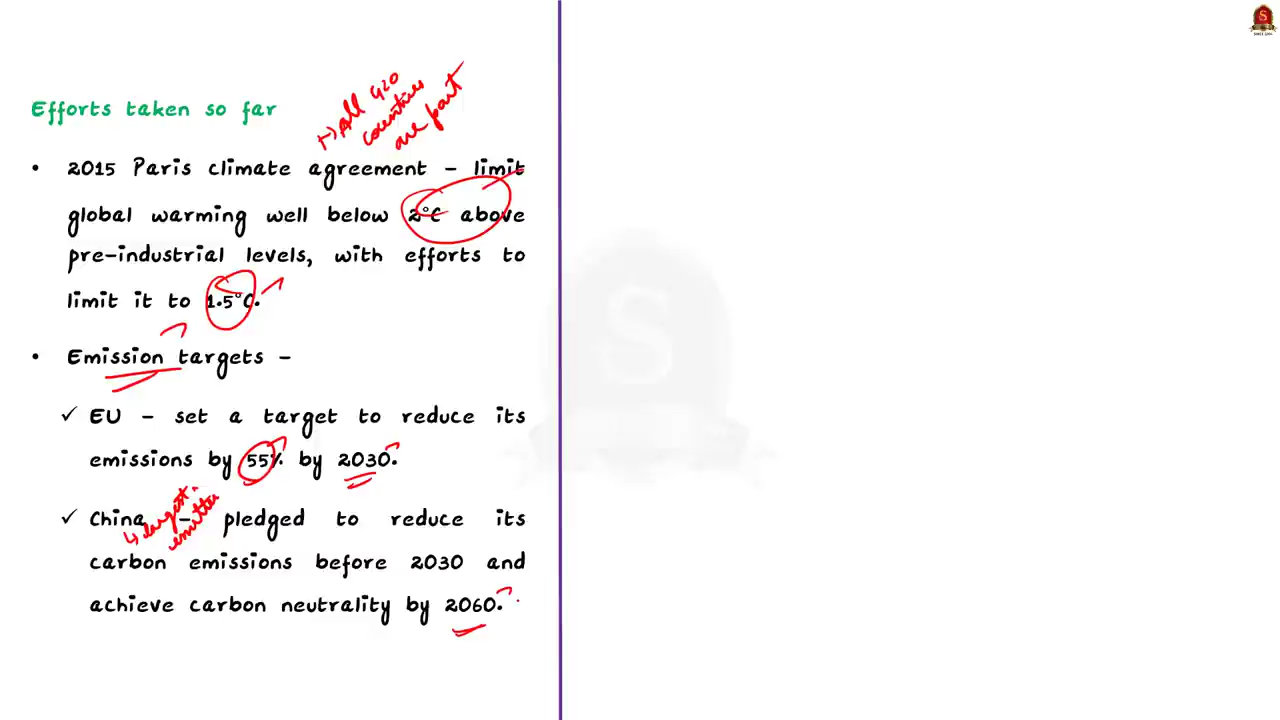 Efforts taken so far
All G20
countries
are part
• 2015 Paris climate agreement – limit
global warming well below 2°C above
pre-industrial levels, with efforts to
limit it to 1.5°C.
• Emission targets –
✓ EU – set a target to reduce its
emissions by 55% by 2030.
✓ China – pledged to reduce its
largest
emitter
carbon emissions before 2030 and
achieve carbon neutrality by 2060.
S
S